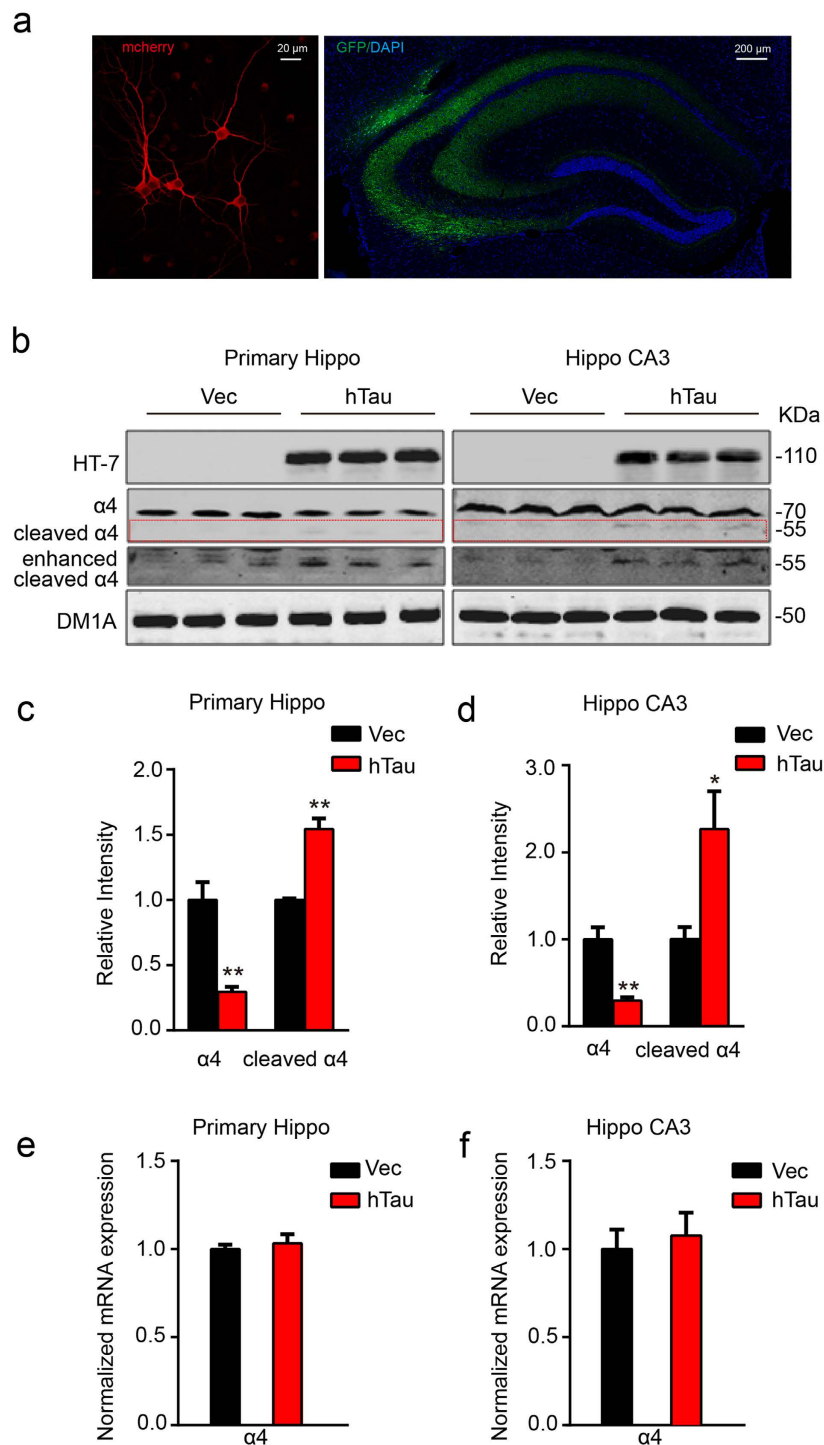 a
mcherry
20 µm
GFP/DAPI
200 µm
b
Primary Hippo
Hippo CA3
Vec
hTau
Vec
hTau
KDa
HT-7
-110
α4
-70
cleaved α4
-55
enhanced
cleaved α4
-55
DM1A
-50
c
Primary Hippo
Vec
hTau
Relative Intensity
2.0
1.5
1.0
0.5
0.0
**
**
α4
cleaved α4
d
Hippo CA3
Vec
hTau
Relative Intensity
3.0
2.0
1.0
0.0
**
*
α4
cleaved α4
e
Primary Hippo
Vec
hTau
Normalized mRNA expression
1.5
1.0
0.5
0.0
α4
f
Hippo CA3
Vec
hTau
Normalized mRNA expression
1.5
1.0
0.5
0.0
α4